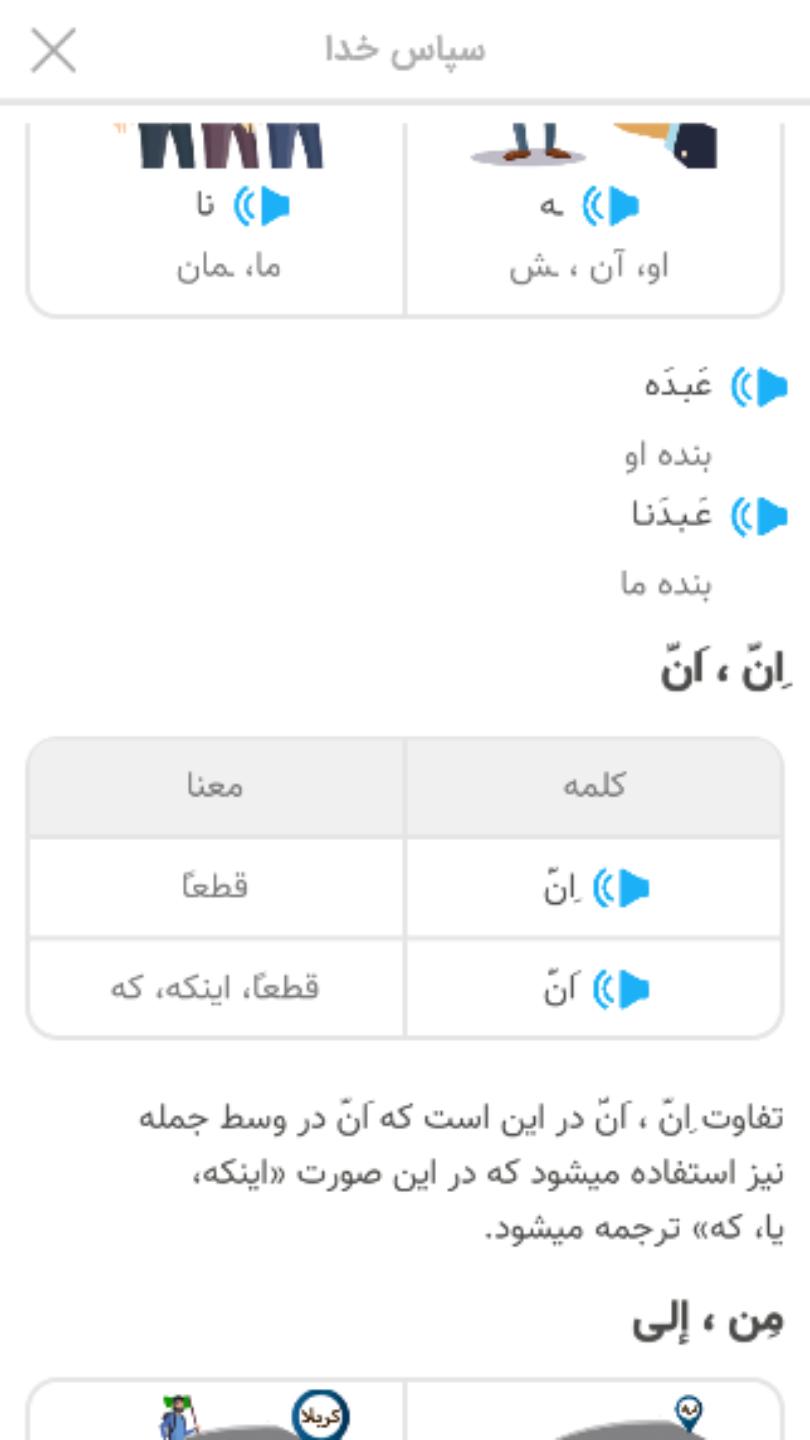 سپاس خدا
ـه
نا
او، آن ، ـش
ما، ـمان
عَبدَه
بنده او
عَبدَنا
بنده ما
اِنّ ، اَنّ
کلمه
معنا
اِنّ
قطعاً
اَنّ
قطعاً، اینکه، که
تفاوت اِنّ ، اَنّ در این است که اَنّ در وسط جمله
نیز استفاده میشود که در این صورت «اینکه،
یا، که» ترجمه میشود.
مِن ، إلی
کربلا